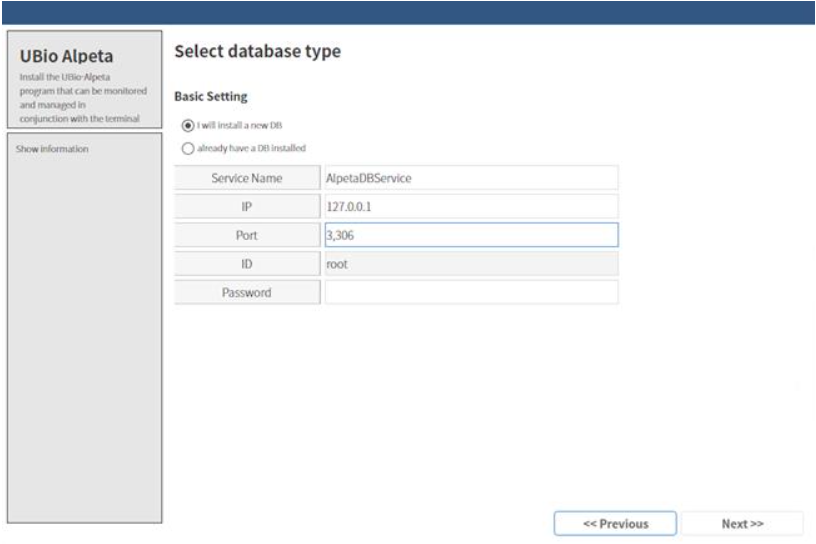 UBio Alpeta
Install the UBio-Alpeta
program that can be monitored
and managed in
conjunction with the terminal
Show information
Select database type
Basic Setting
I will install a new DB
already have a DB installed
Service Name AlpetaDBService
IP 127.0.0.1
Port 3,306
ID root
Password
<< Previous Next >>